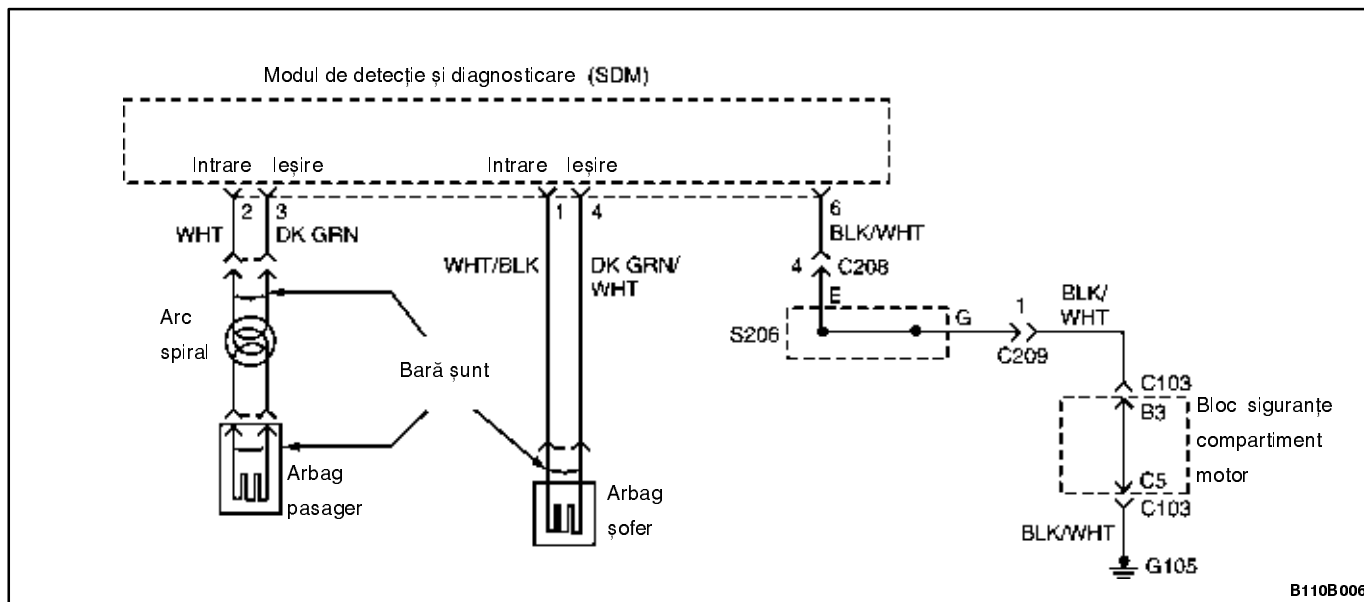 Modul de detecție și diagnosticare (SDM)
Intrare Ieșire
Intrare Ieșire
2
3
1
4
6
WHT
DK GRN
WHT/BLK
DK GRN/
WHT
BLK/WHT
4
C208
E
S206
G
1
C209
BLK/
WHT
C103
B3
Bloc siguranțe
compartiment
motor
C5
C103
BLK/WHT
G105
Arc
spiral
Bară șunt
Arbag
pasager
Arbag
șofer
B110B006